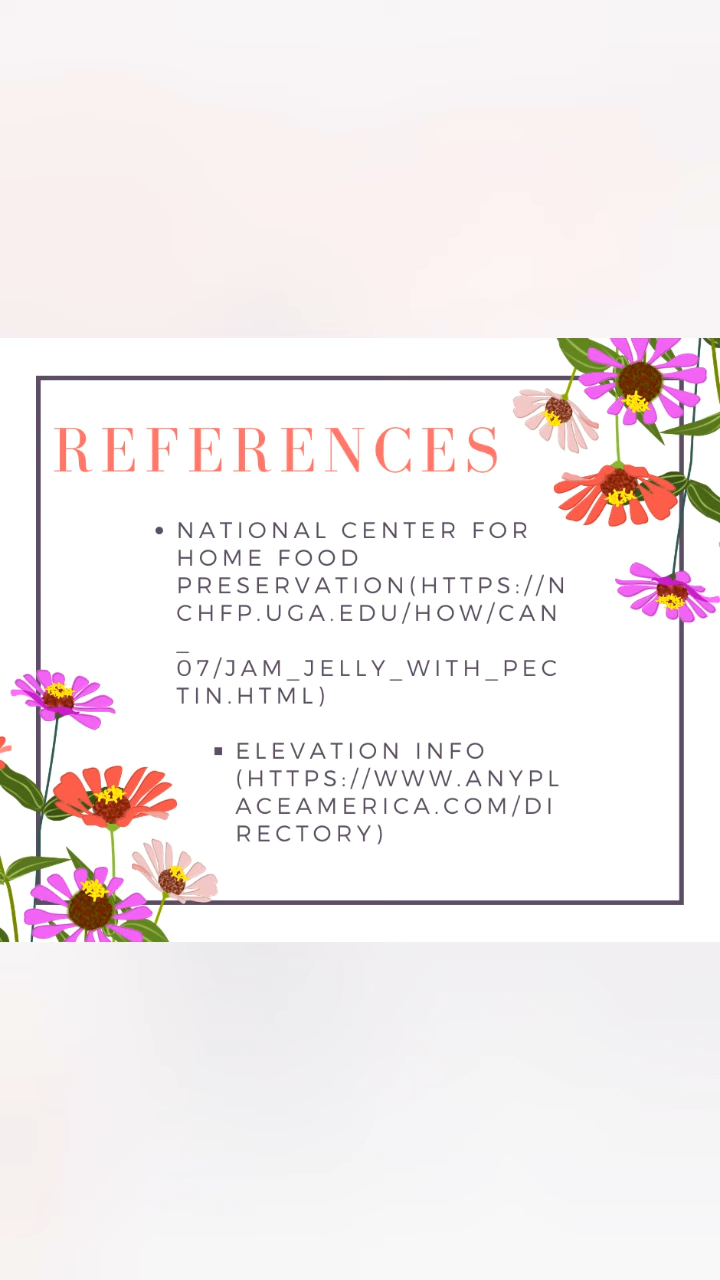 REFERENCES
• NATIONAL CENTER FOR
HOME FOOD
PRESERVATION(HTTPS://N
CHFP.UGA.EDU/HOW/CAN
_
07/JAM_JELLY_WITH_PEC
TIN.HTML)
▪ ELEVATION INFO
(HTTPS://WWW.ANYPL
ACEAMERICA.COM/DI
RECTORY)